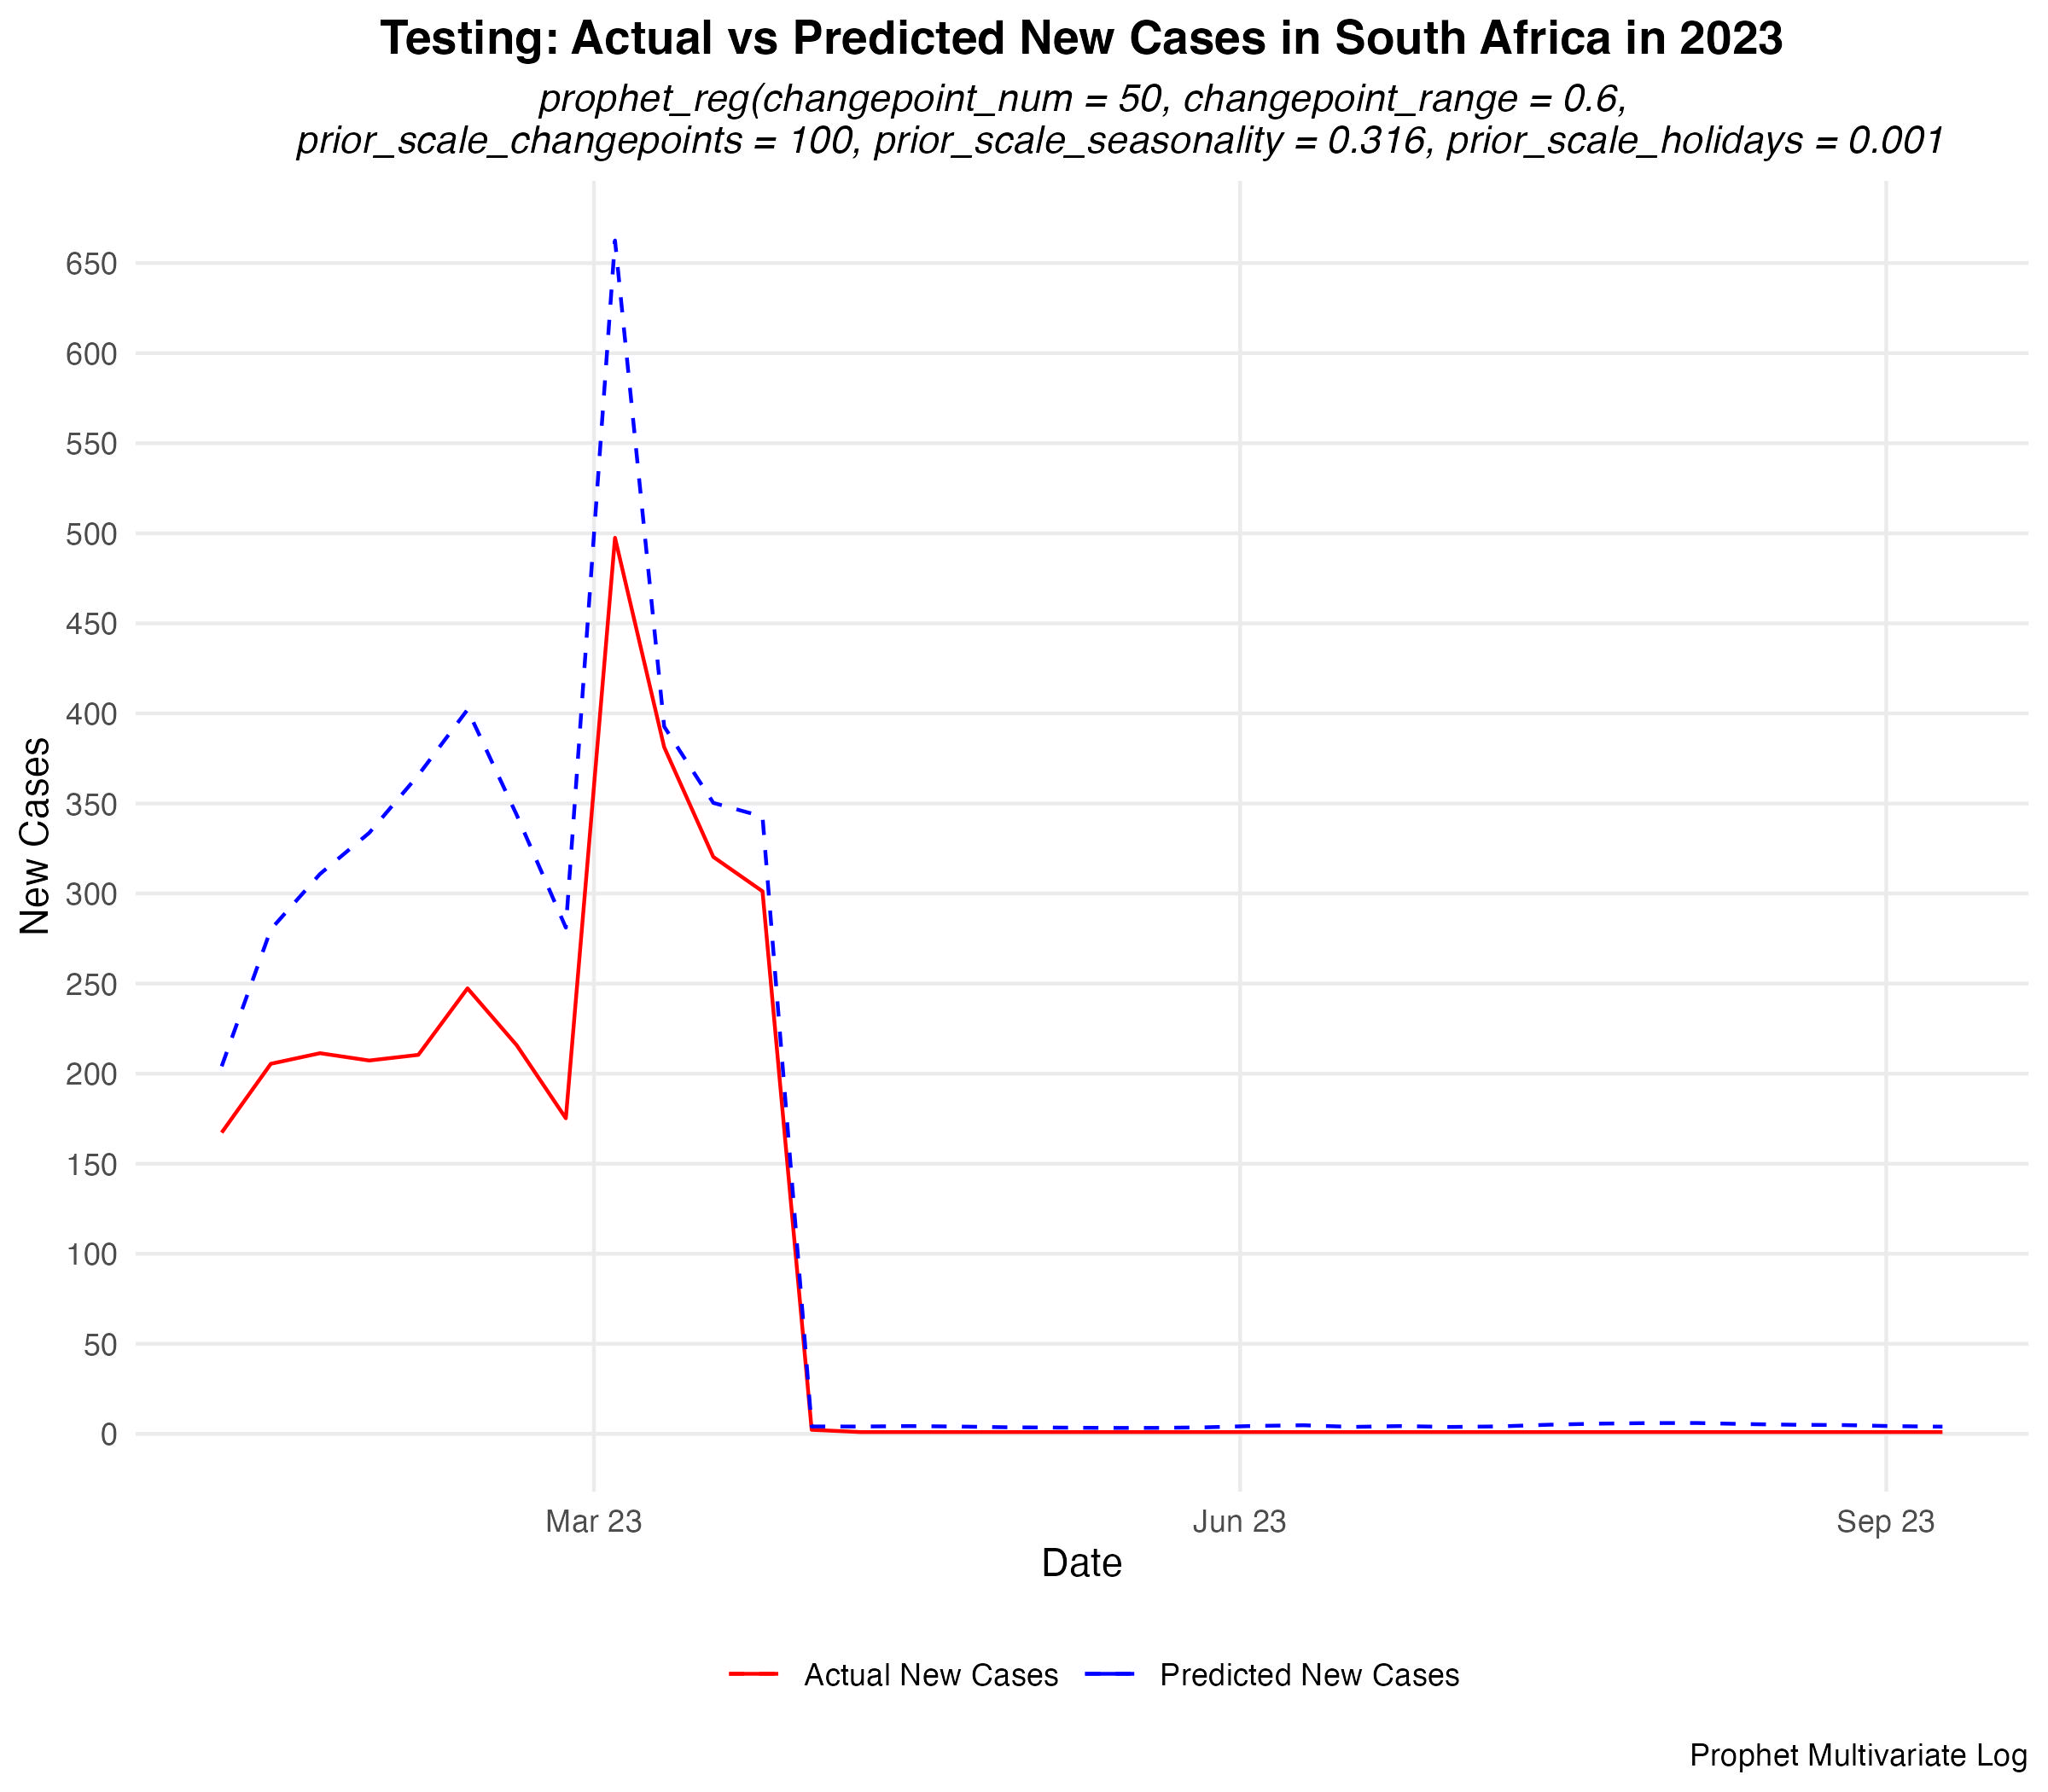 Testing: Actual vs Predicted New Cases in South Africa in 2023
prophet_reg(changepoint_num = 50, changepoint_range = 0.6,
prior_scale_changepoints = 100, prior_scale_seasonality = 0.316, prior_scale_holidays = 0.001
New Cases
650
600
550
500
450
400
350
300
250
200
150
100
50
0
Mar 23
Jun 23
Sep 23
Date
Actual New Cases
Predicted New Cases
Prophet Multivariate Log